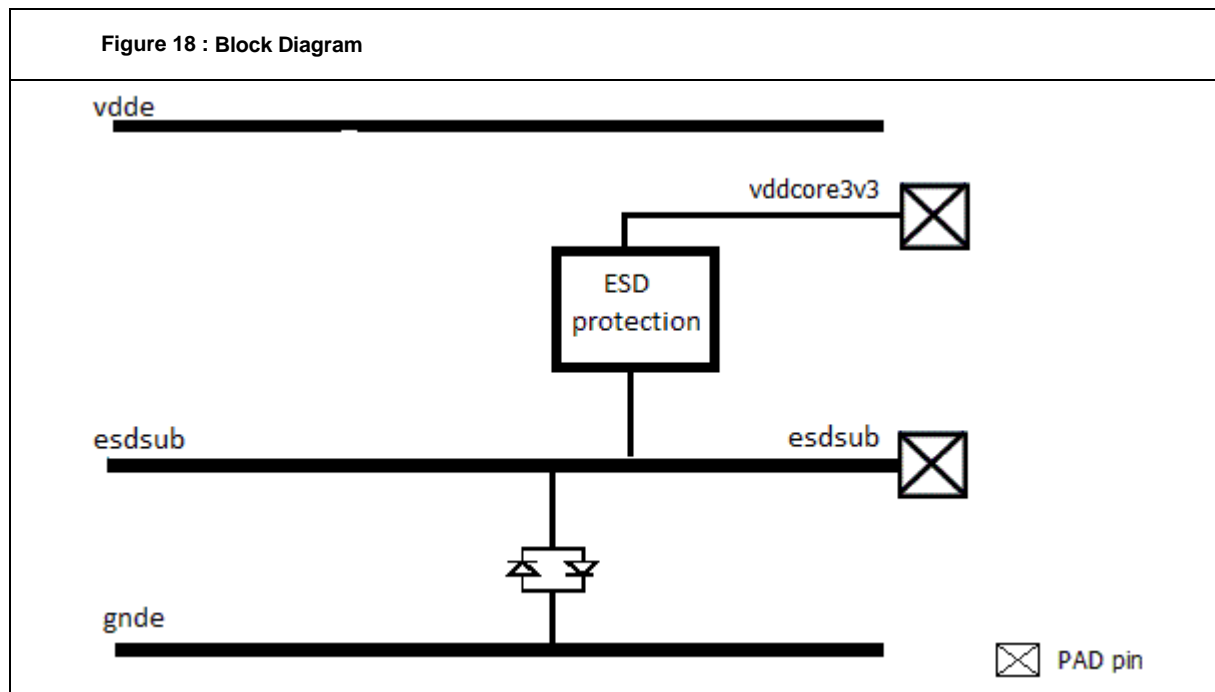 Figure 18 : Block Diagram
vdde
vddcore3v3
ESD
protection
esdsub
esdsub
gnde
PAD pin